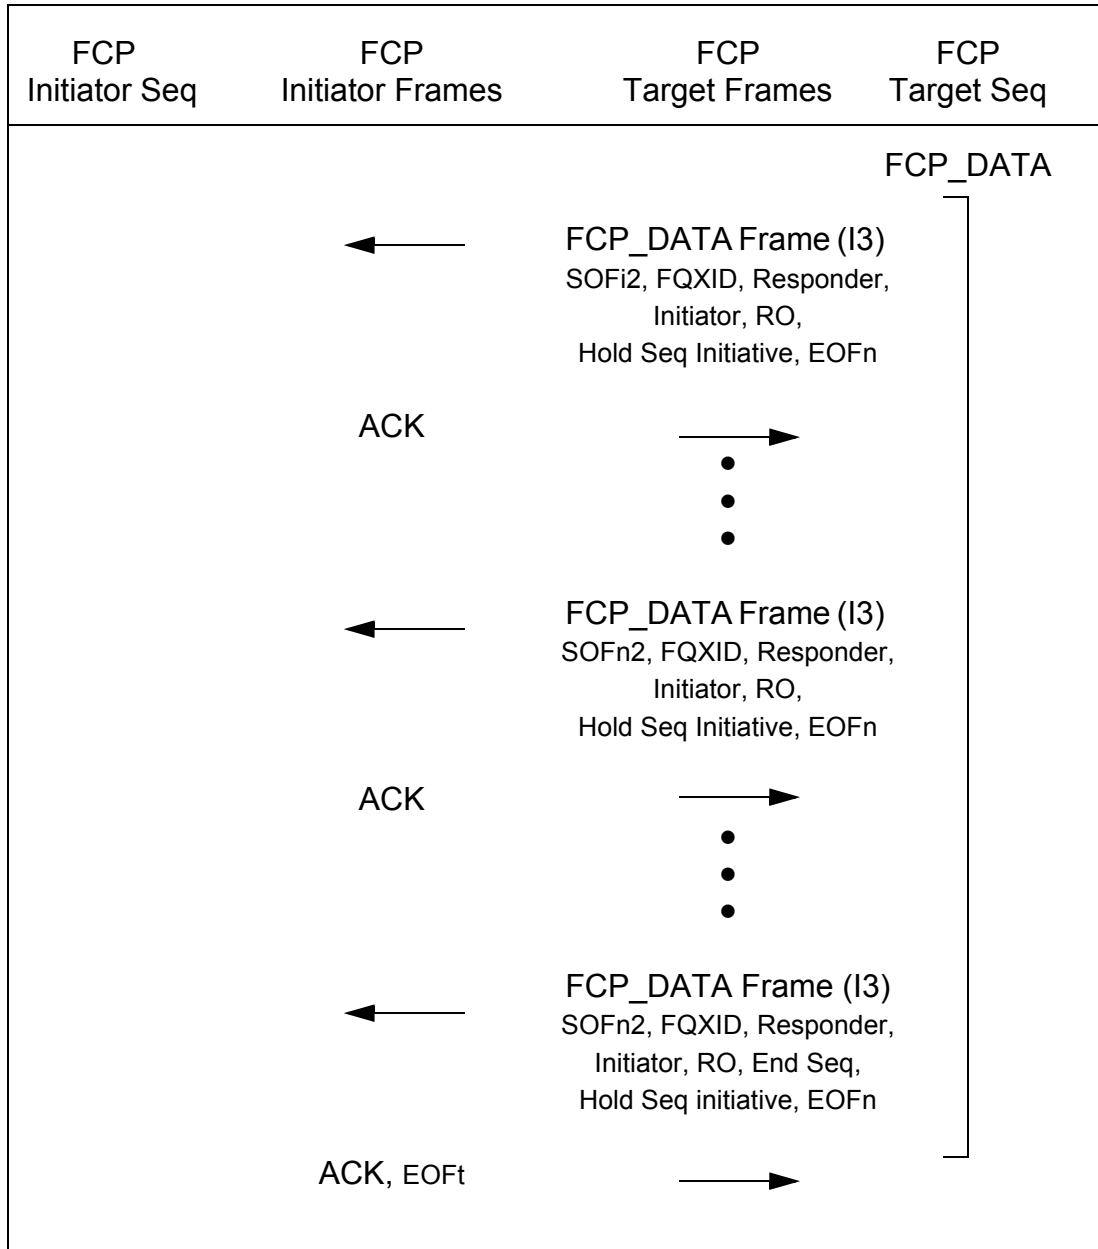 FCP FCP FCP FCP
Initiator Seq Initiator Frames Target Frames Target Seq
FCP_DATA
FCP_DATA Frame (I3)
SOFi2, FQXID, Responder,
Initiator, RO,
Hold Seq Initiative, EOFn
ACK
FCP_DATA Frame (I3)
SOFn2, FQXID, Responder,
Initiator, RO,
Hold Seq Initiative, EOFn
ACK
FCP_DATA Frame (I3)
SOFn2, FQXID, Responder,
Initiator, RO, End Seq,
Hold Seq initiative, EOFn
ACK, EOFt